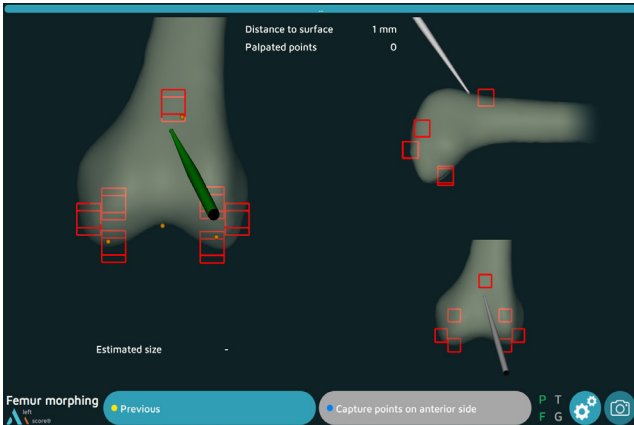 Distance to surface 1 mm
Palpated points 0
Estimated size -
Femur morphing
left
score®
Previous
Capture points on anterior side
P T
F G